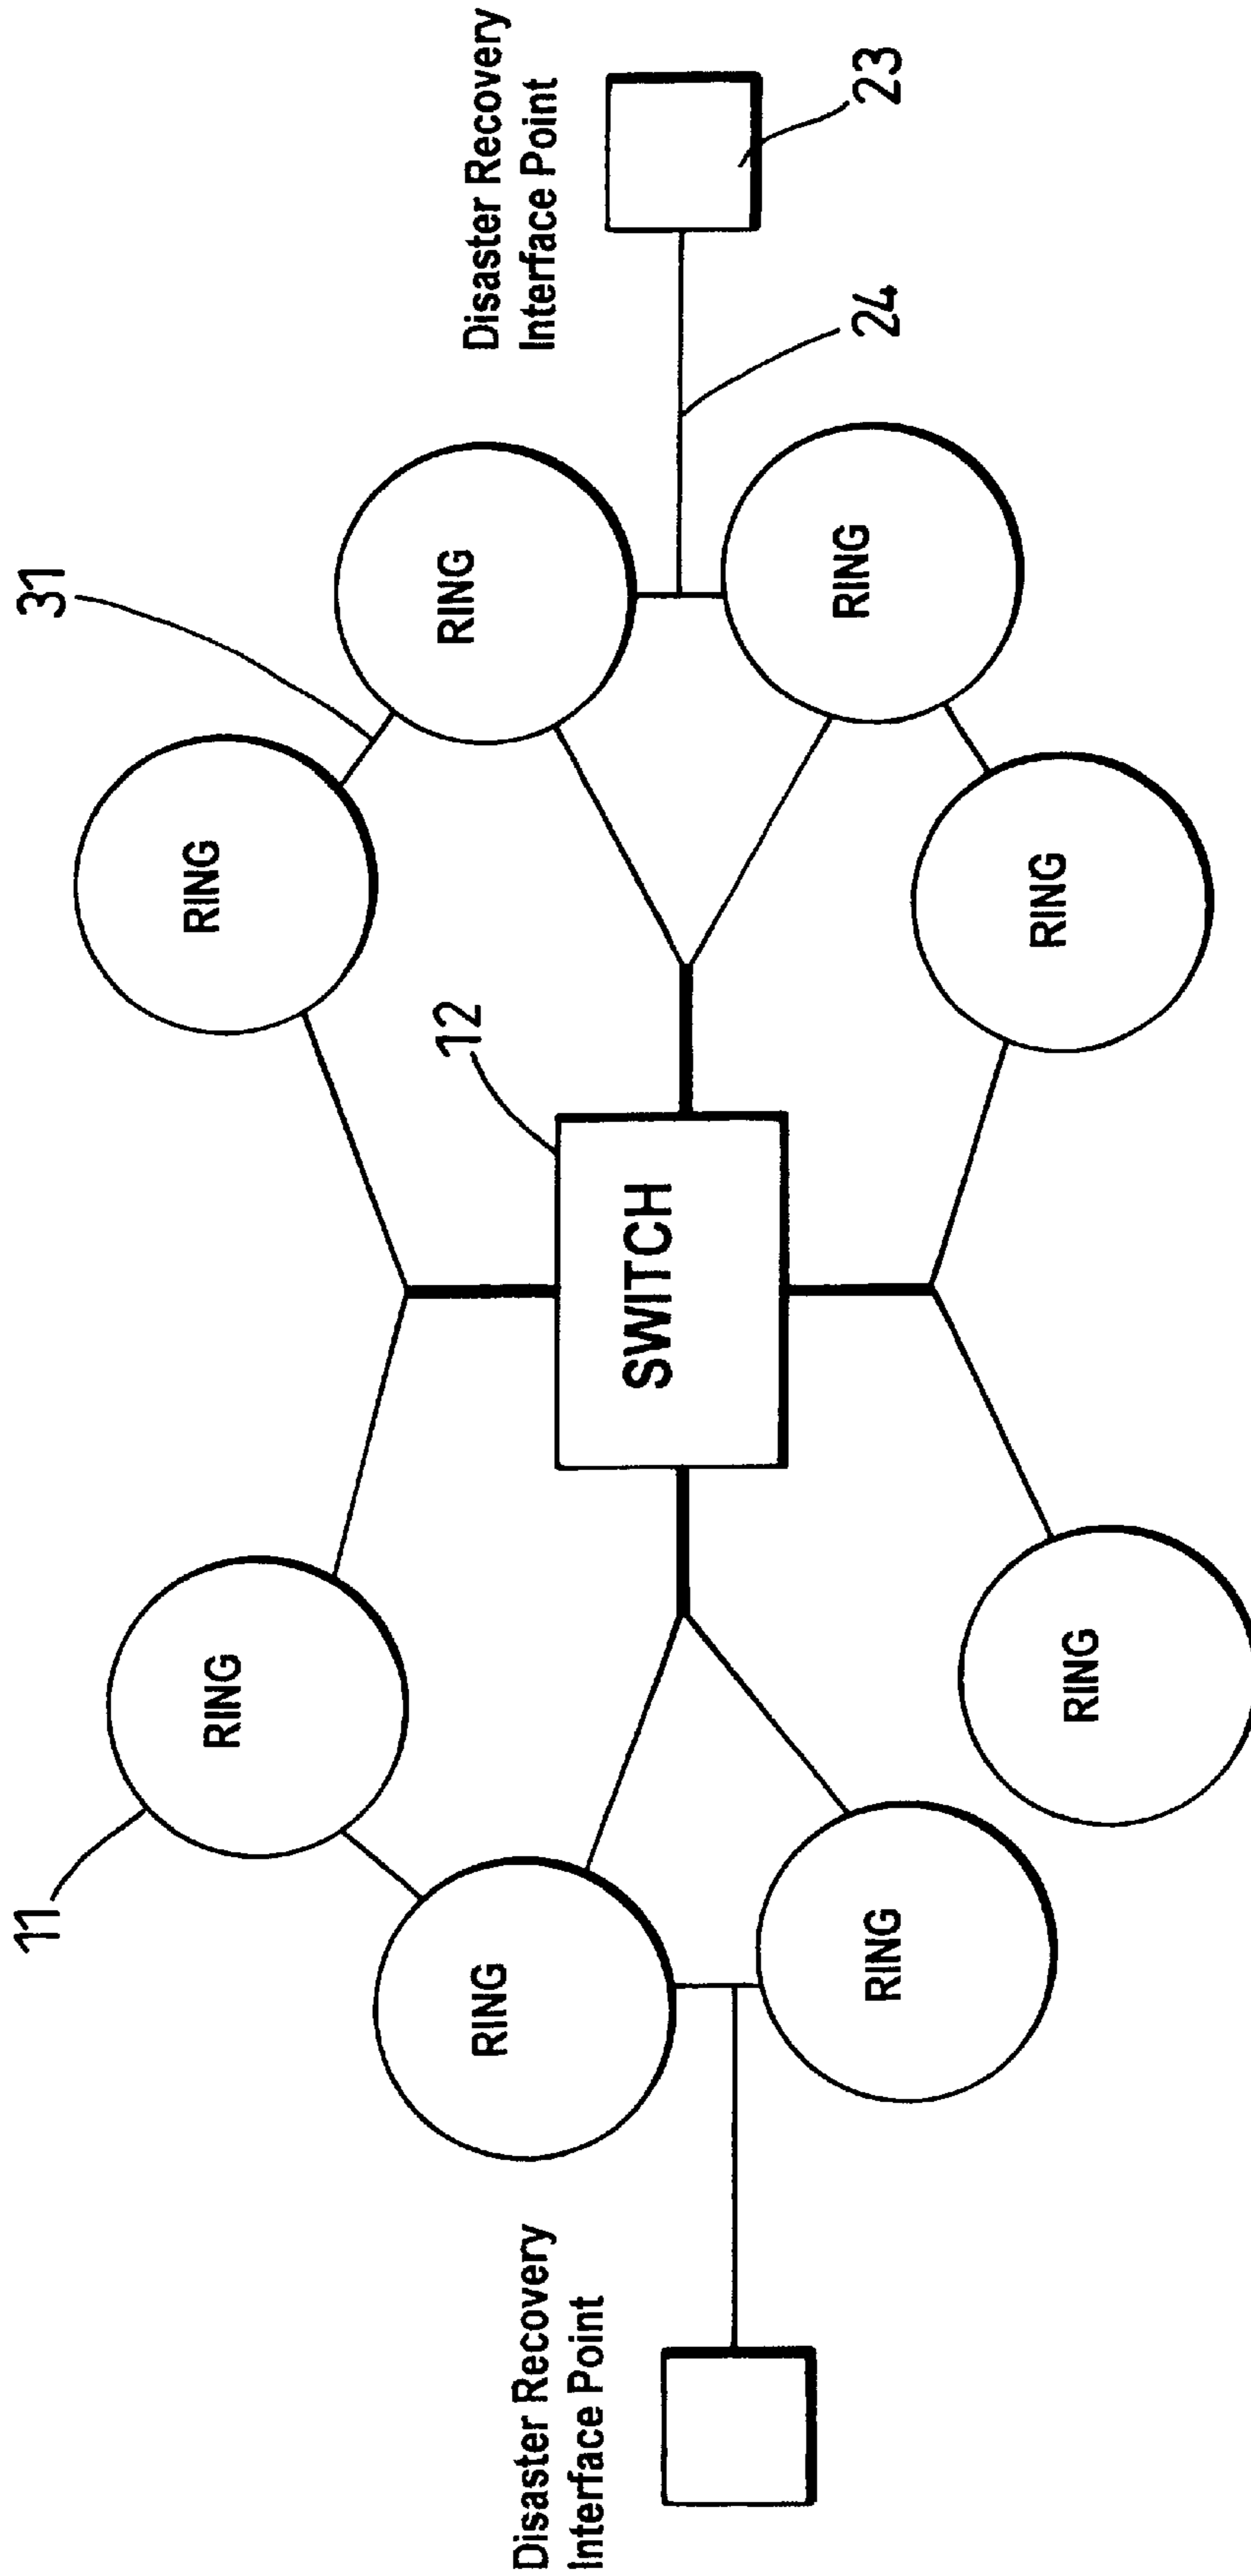 11
31
RING
RING
12
RING
Disaster Recovery
Interface Point
RING
Disaster Recovery
Interface Point
SWITCH
RING
RING
24
23
RING
RING